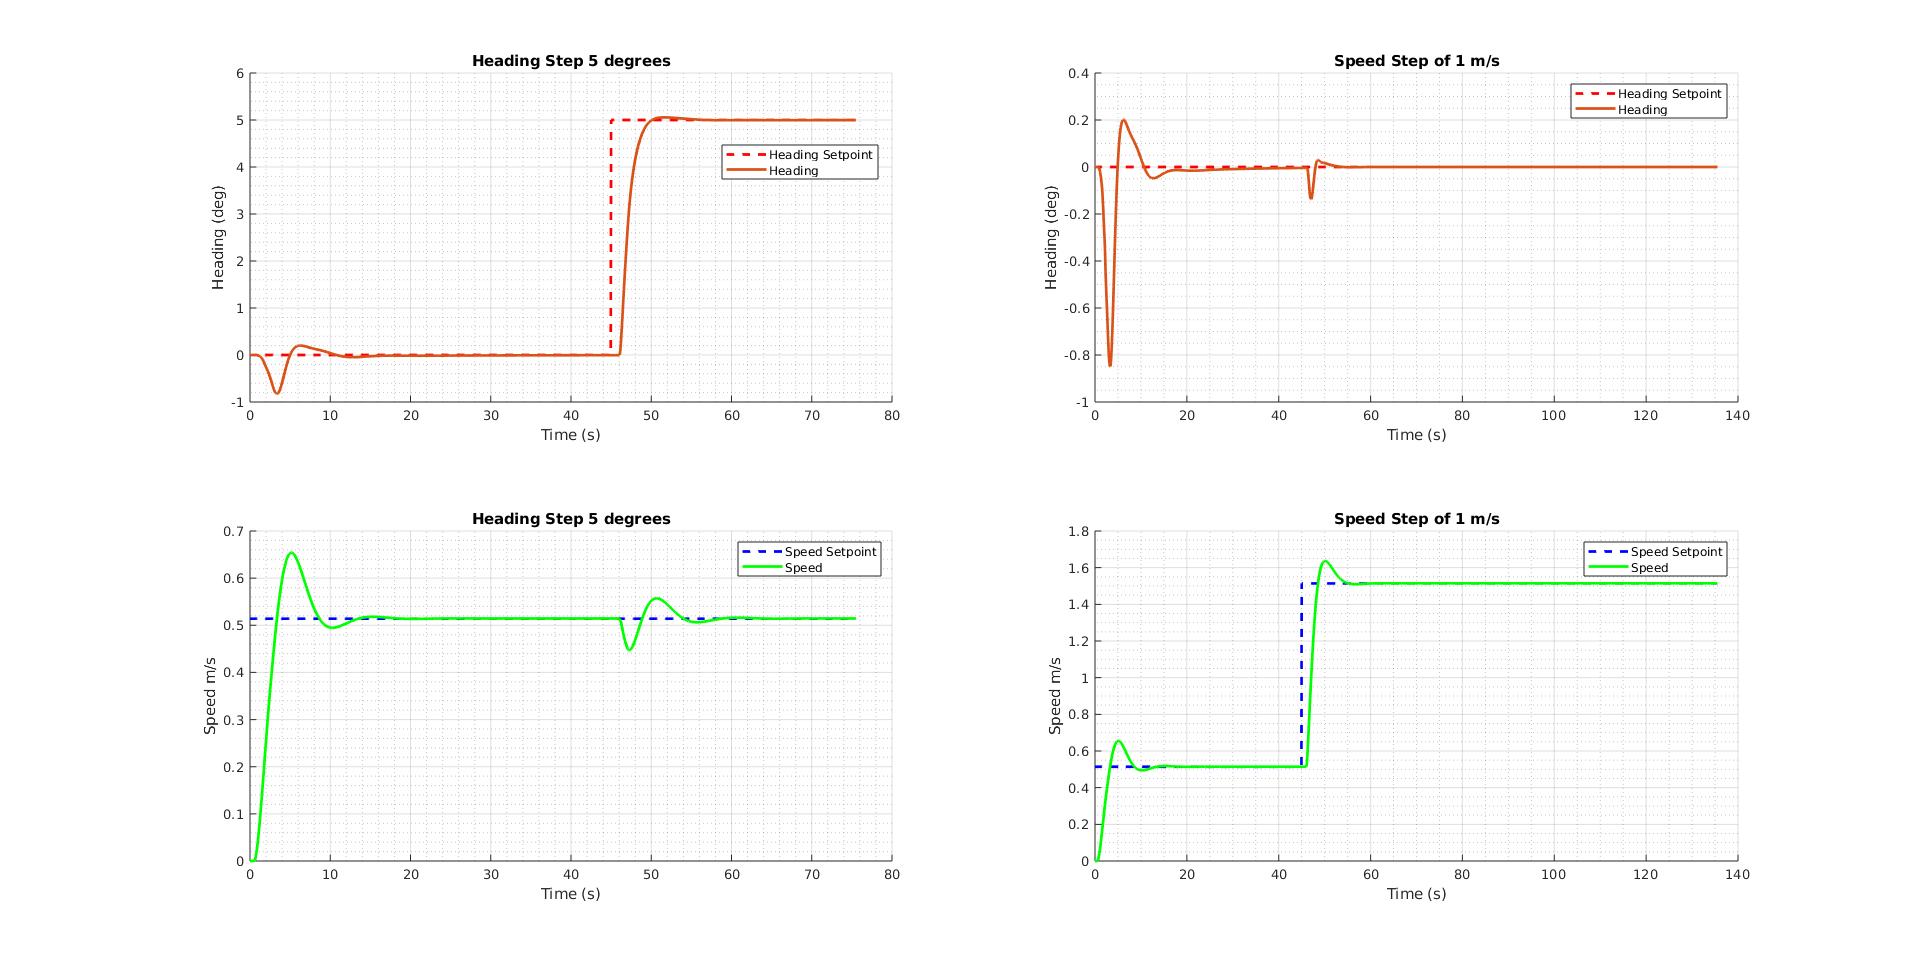 Heading Step 5 degrees
6
5
4
3
2
1
0
-1
Heading (deg)
Heading Setpoint
Heading
0 10 20 30 40 50 60 70 80
Time (s)
Speed Step of 1 m/s
0.4
0.2
0
-0.2
-0.4
-0.6
-0.8
-1
Heading (deg)
Heading Setpoint
Heading
0 20 40 60 80 100 120 140
Time (s)
Heading Step 5 degrees
0.7
0.6
0.5
0.4
0.3
0.2
0.1
0
Speed m/s
Speed Setpoint
Speed
0 10 20 30 40 50 60 70 80
Time (s)
Speed Step of 1 m/s
1.8
1.6
1.4
1.2
1
0.8
0.6
0.4
0.2
0
Speed m/s
Speed Setpoint
Speed
0 20 40 60 80 100 120 140
Time (s)